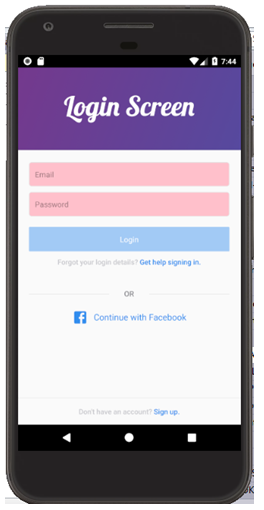 7:44
Login Screen
Email
Password
Login
Forgot your login details? Get help signing in.
OR
Continue with Facebook
Don't have an account? Sign up.